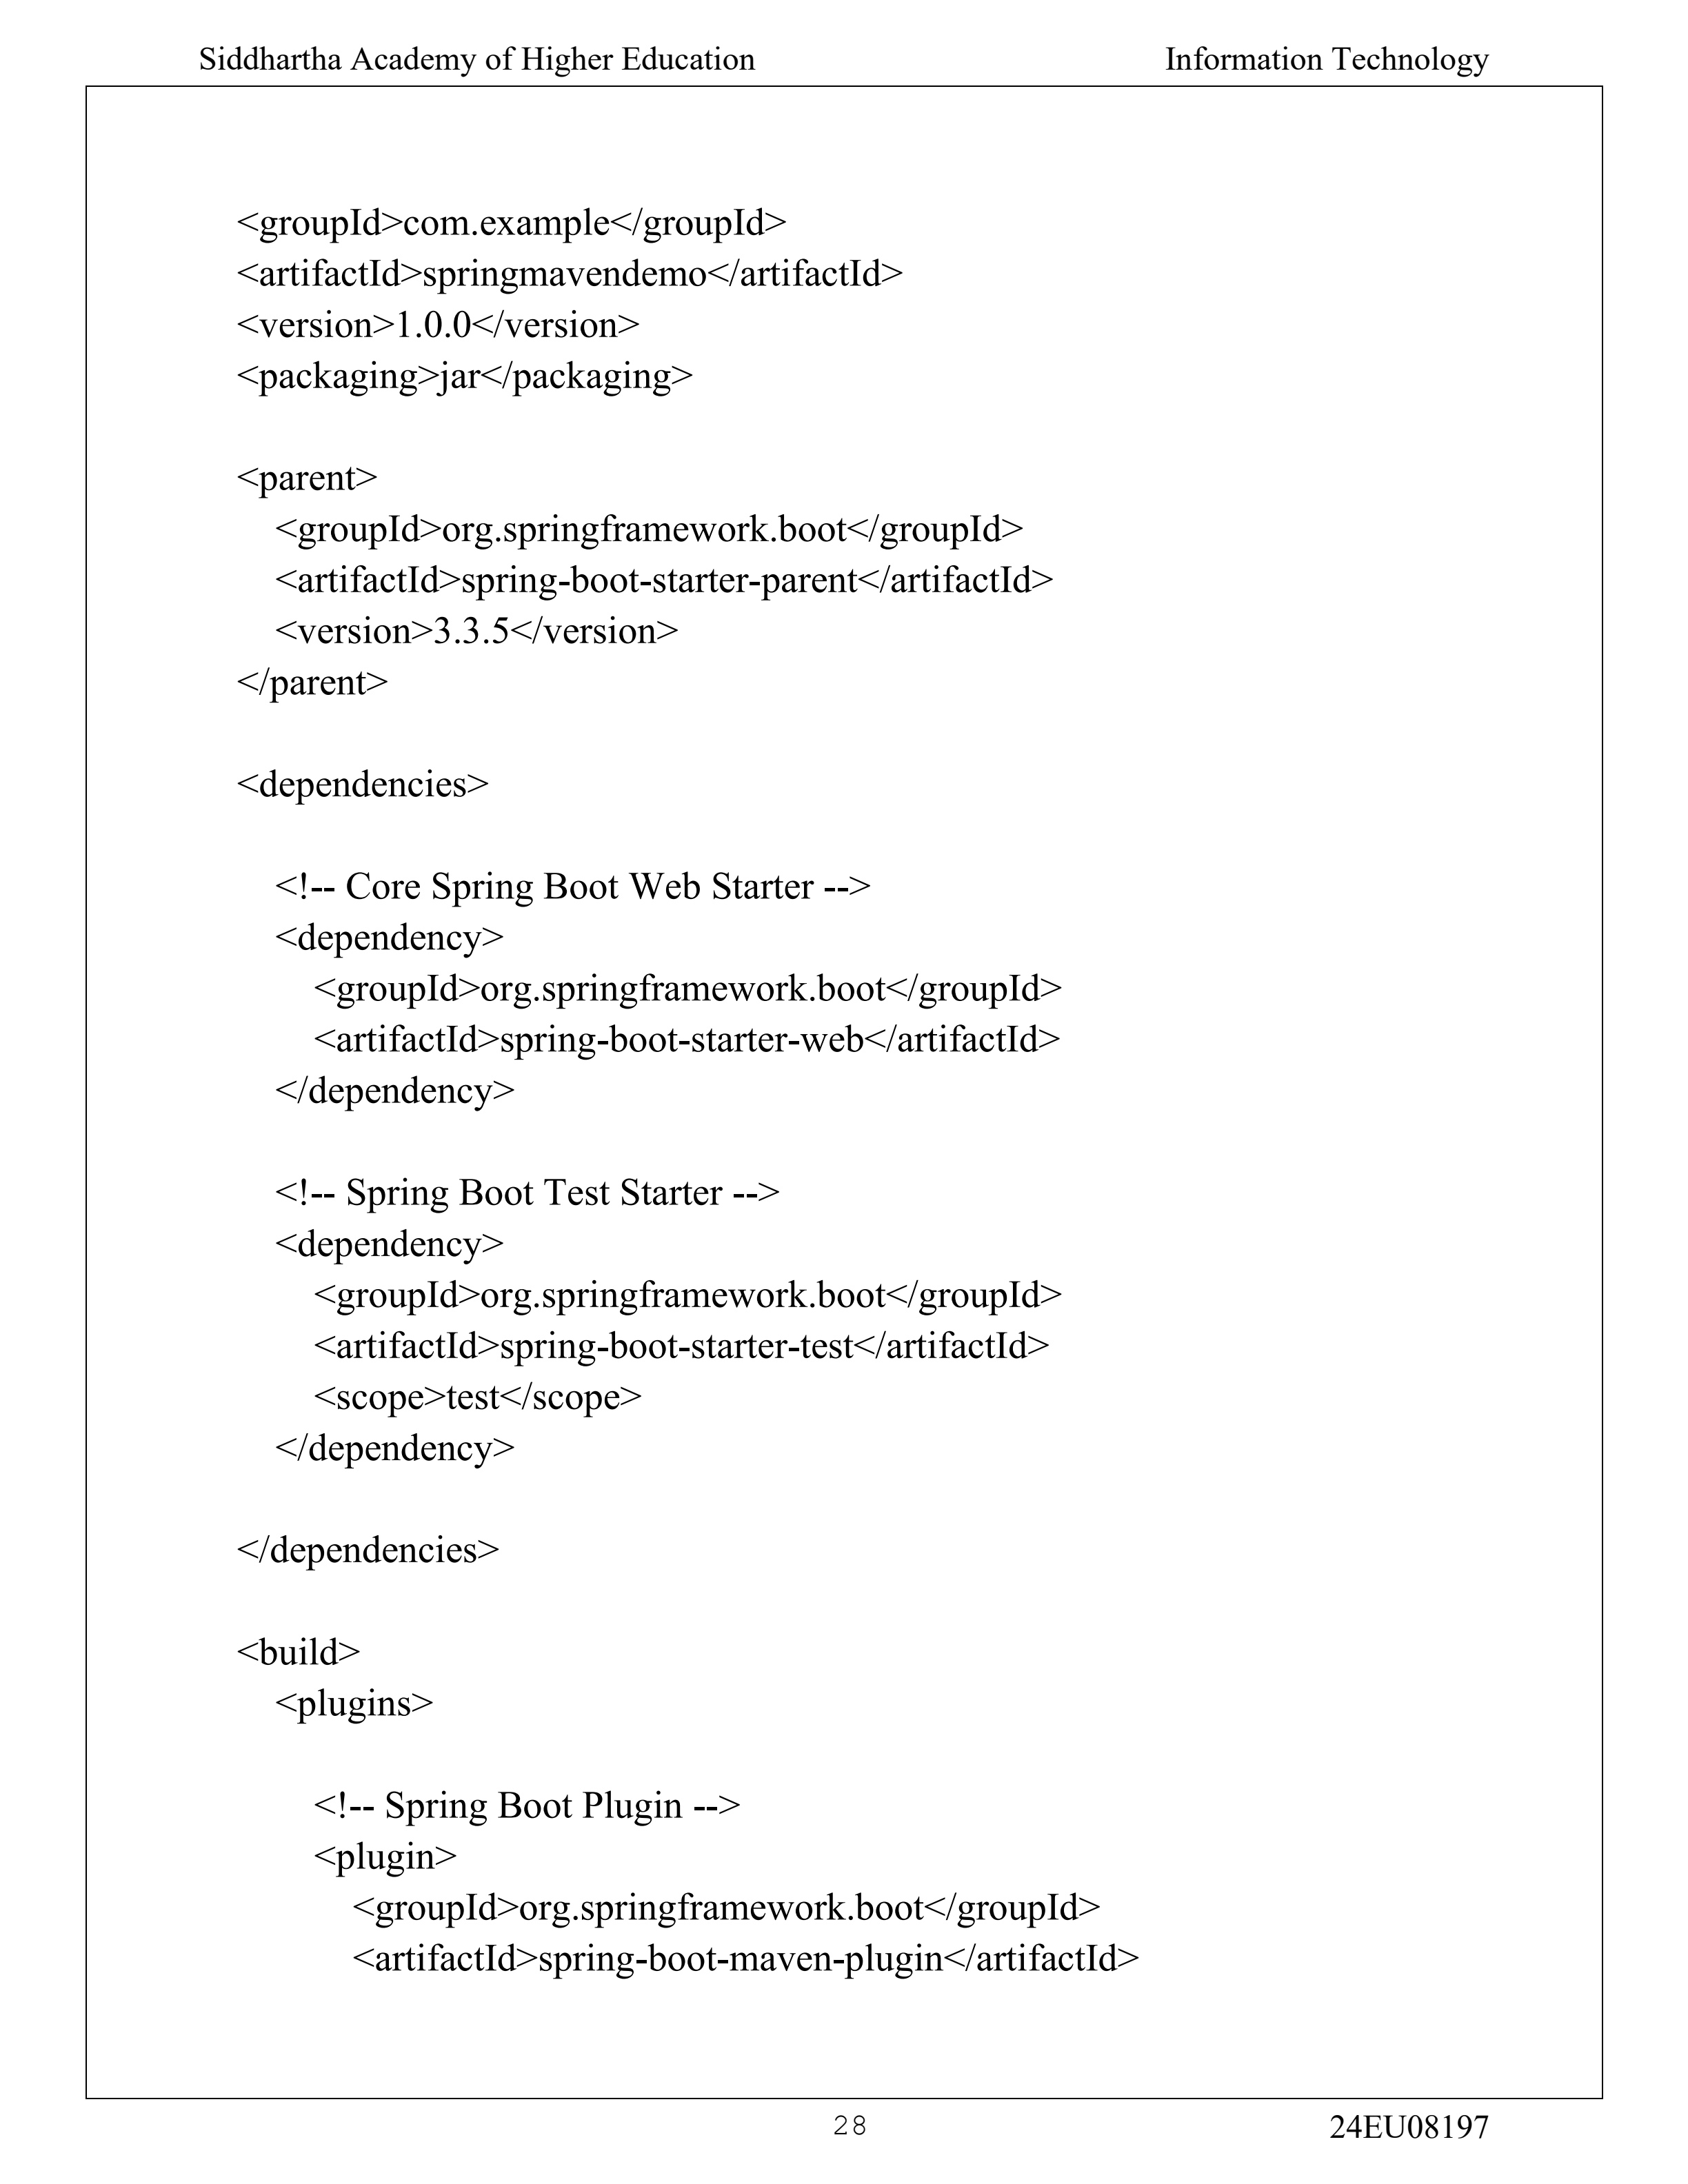 Siddhartha Academy of Higher Education Information Technology
<groupId>com.example</groupId>
<artifactId>springmavendemo</artifactId>
<version>1.0.0</version>
<packaging>jar</packaging>
<parent>
<groupId>org.springframework.boot</groupId>
<artifactId>spring-boot-starter-parent</artifactId>
<version>3.3.5</version>
</parent>
<dependencies>
<!-- Core Spring Boot Web Starter -->
<dependency>
<groupId>org.springframework.boot</groupId>
<artifactId>spring-boot-starter-web</artifactId>
</dependency>
<!-- Spring Boot Test Starter -->
<dependency>
<groupId>org.springframework.boot</groupId>
<artifactId>spring-boot-starter-test</artifactId>
<scope>test</scope>
</dependency>
</dependencies>
<build>
<plugins>
<!-- Spring Boot Plugin -->
<plugin>
<groupId>org.springframework.boot</groupId>
<artifactId>spring-boot-maven-plugin</artifactId>
28 24EU08197